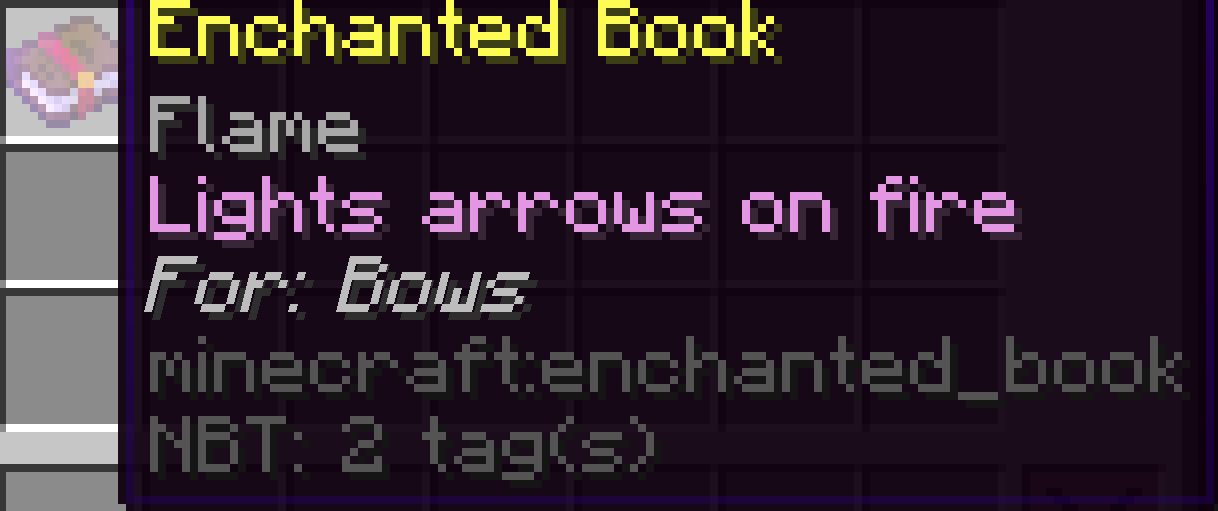 Enchanted Book
Flame
Lights arrows on fire
For: Bows
minecraft:enchanted_book
NBT: 2 tag(s)